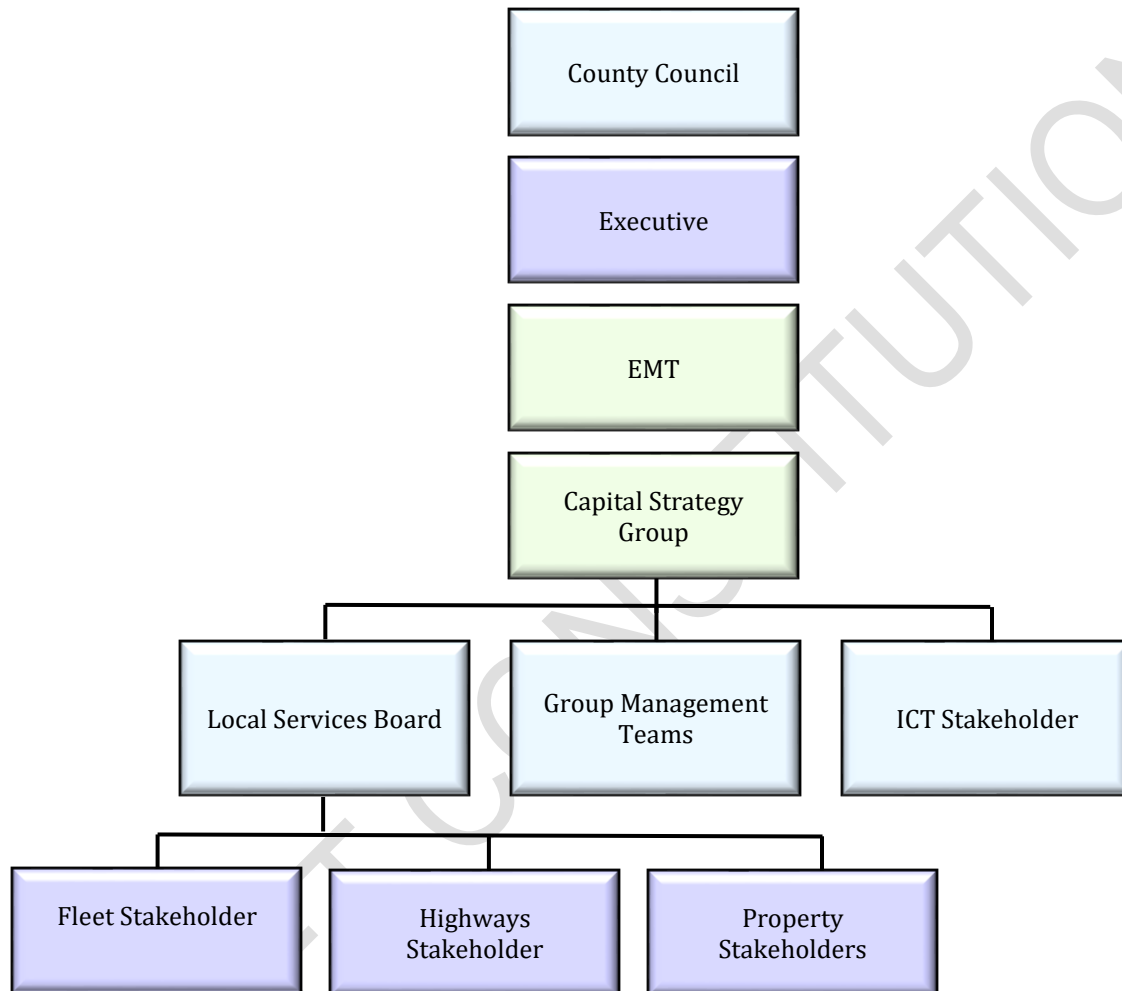 County Council
Executive
EMT
Capital Strategy
Group
Local Services Board
Group Management
Teams
ICT Stakeholder
Fleet Stakeholder
Highways
Stakeholder
Property
Stakeholders
T CONSTITUTION